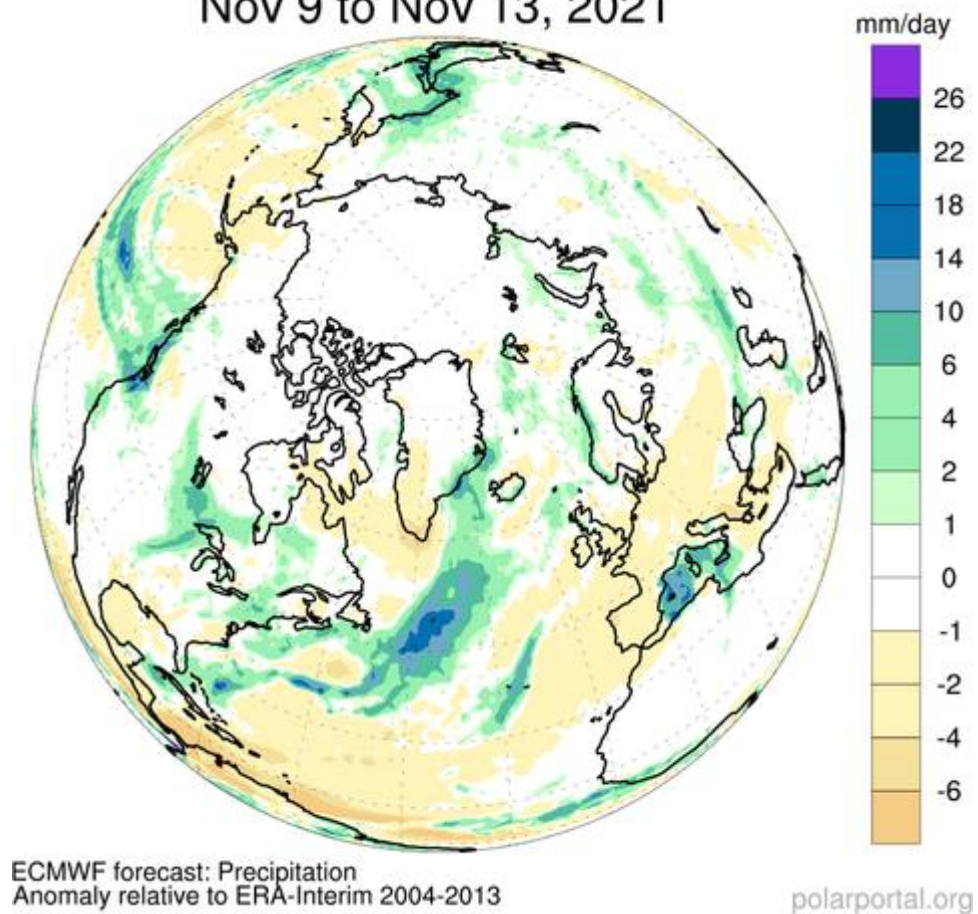 Nov 9 to Nov 13, 2021
mm/day
26
22
18
14
10
6
4
2
1
0
-1
-2
-4
-6
ECMWF forecast: Precipitation
Anomaly relative to ERA-Interim 2004-2013
polarportal.org